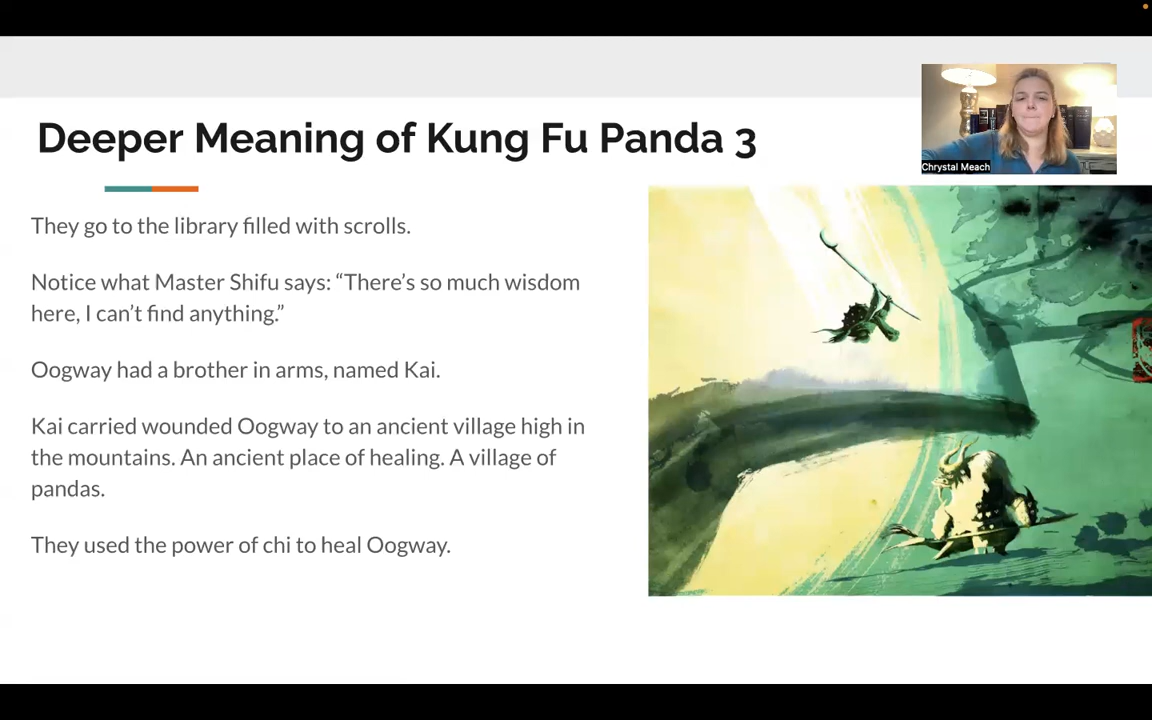 Deeper Meaning of Kung Fu Panda 3
Chrystal Meach
They go to the library filled with scrolls.
Notice what Master Shifu says: “There’s so much wisdom
here, I can’t find anything.”
Oogway had a brother in arms, named Kai.
Kai carried wounded Oogway to an ancient village high in
the mountains. An ancient place of healing. A village of
pandas.
They used the power of chi to heal Oogway.